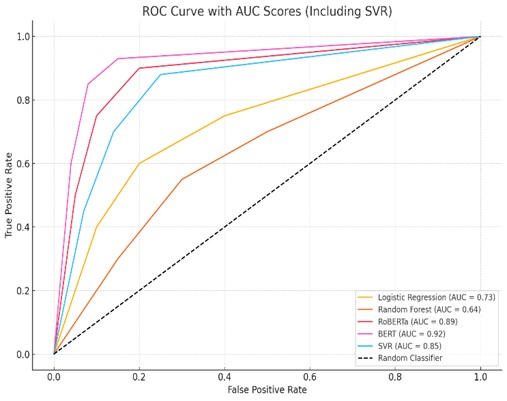 ROC Curve with AUC Scores (Including SVR)
True Positive Rate
1.0
0.8
0.6
0.4
0.2
0.0
0.0 0.2 0.4 0.6 0.8 1.0
False Positive Rate
Logistic Regression (AUC = 0.73)
Random Forest (AUC = 0.64)
RoBERTa (AUC = 0.89)
BERT (AUC = 0.92)
SVR (AUC = 0.85)
Random Classifier